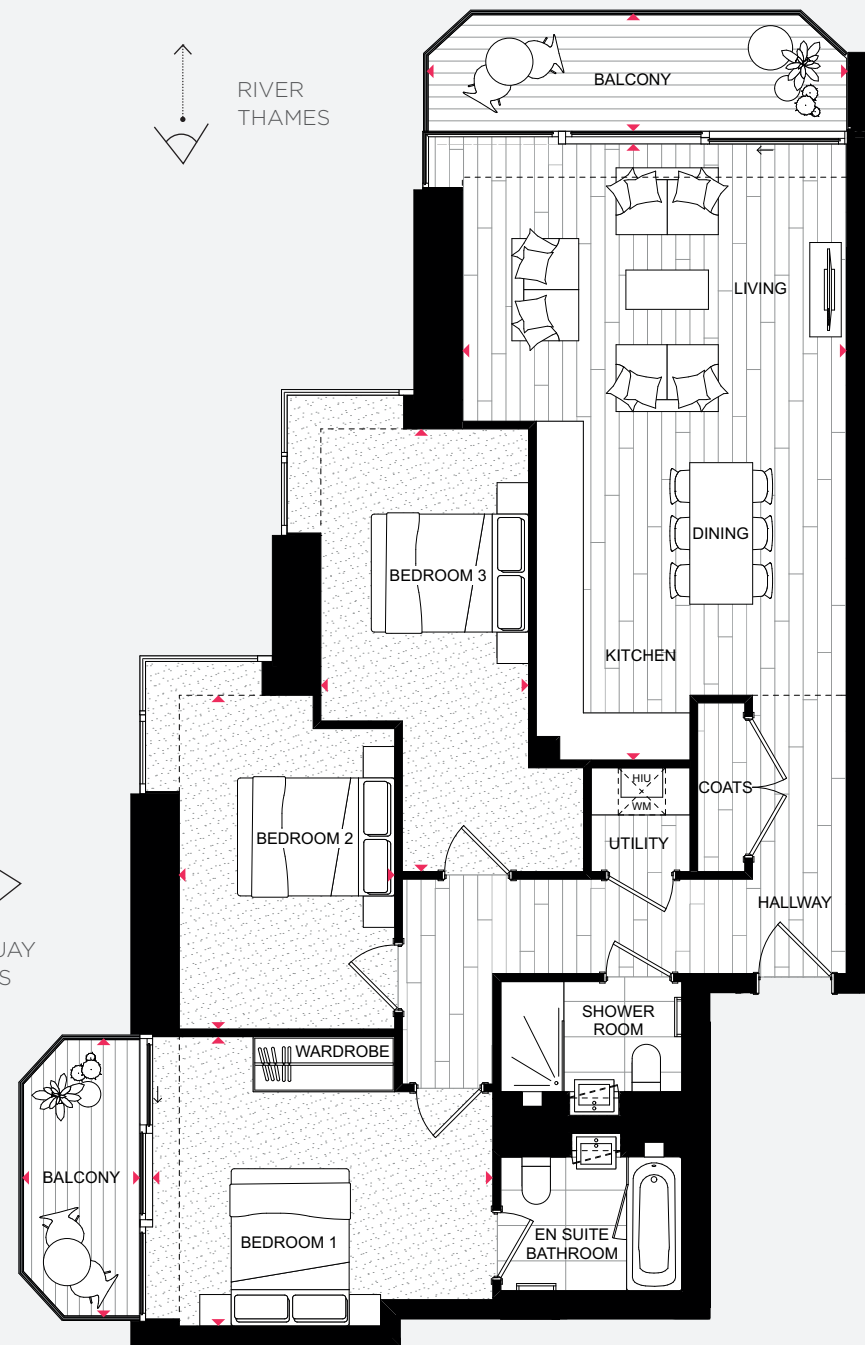 RIVER
THAMES
BALCONY
LIVING
DINING
BEDROOM 3
KITCHEN
HIU
WM
COATS
BEDROOM 2
UTILITY
HALLWAY
SHOWER
ROOM
WARDROBE
BALCONY
BEDROOM 1
EN SUITE
BATHROOM